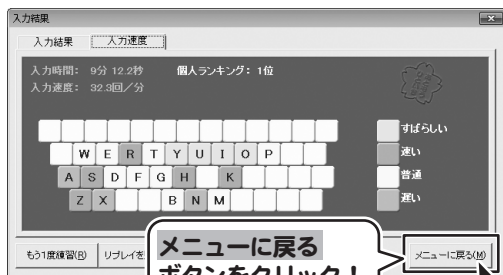 入力結果
入力結果 入力速度
入力時間: 9分 12.2秒 個人ランキング: 1位
入力速度: 32.3回／分
すばらしい
W E R T Y U I O P 速い
A S D F G H K 普通
Z X B N M 遅い
もう1度練習(R) リプレイを メニューに戻る(M)
メニューに戻る
ボタンをクリック！